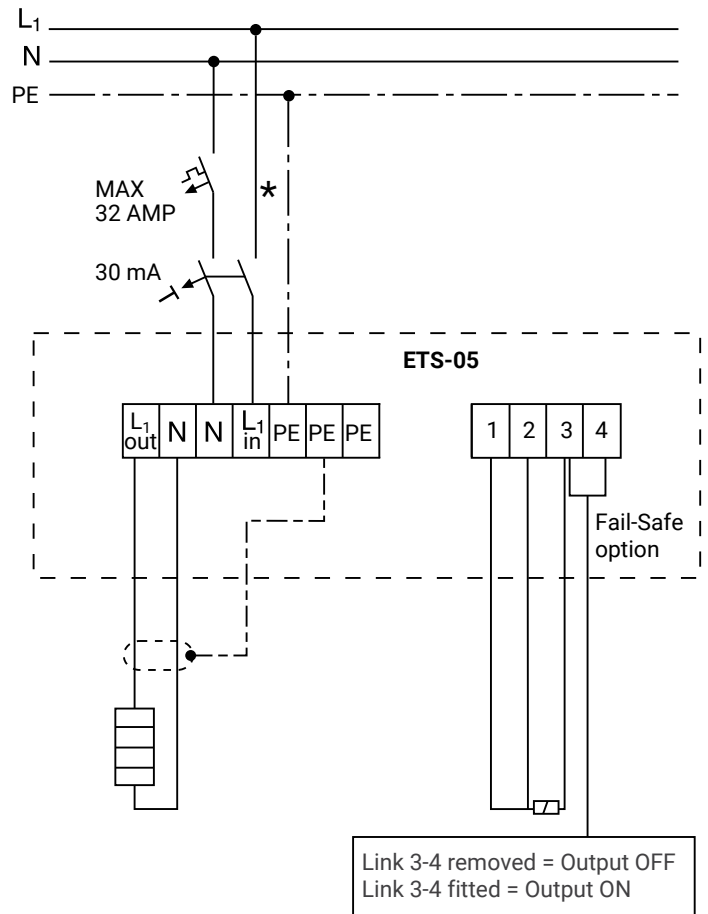 L1
N
PE
MAX
32 AMP
*
30 mA
ETS-05
L1 out N N L1 in PE PE PE
1 2 3 4
Fail-Safe
option
Link 3-4 removed = Output OFF
Link 3-4 fitted = Output ON